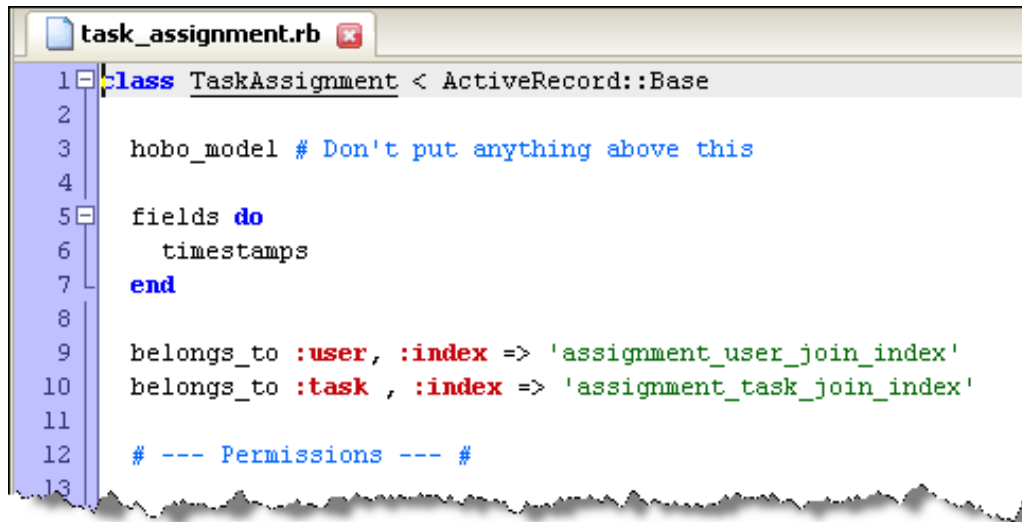 task_assignment.rb
1 class TaskAssignment < ActiveRecord::Base
2
3 hobo_model # Don't put anything above this
4
5 fields do
6 timestamps
7 end
8
9 belongs_to :user, :index => 'assignment_user_join_index'
10 belongs_to :task , :index => 'assignment_task_join_index'
11
12 # --- Permissions --- #
13